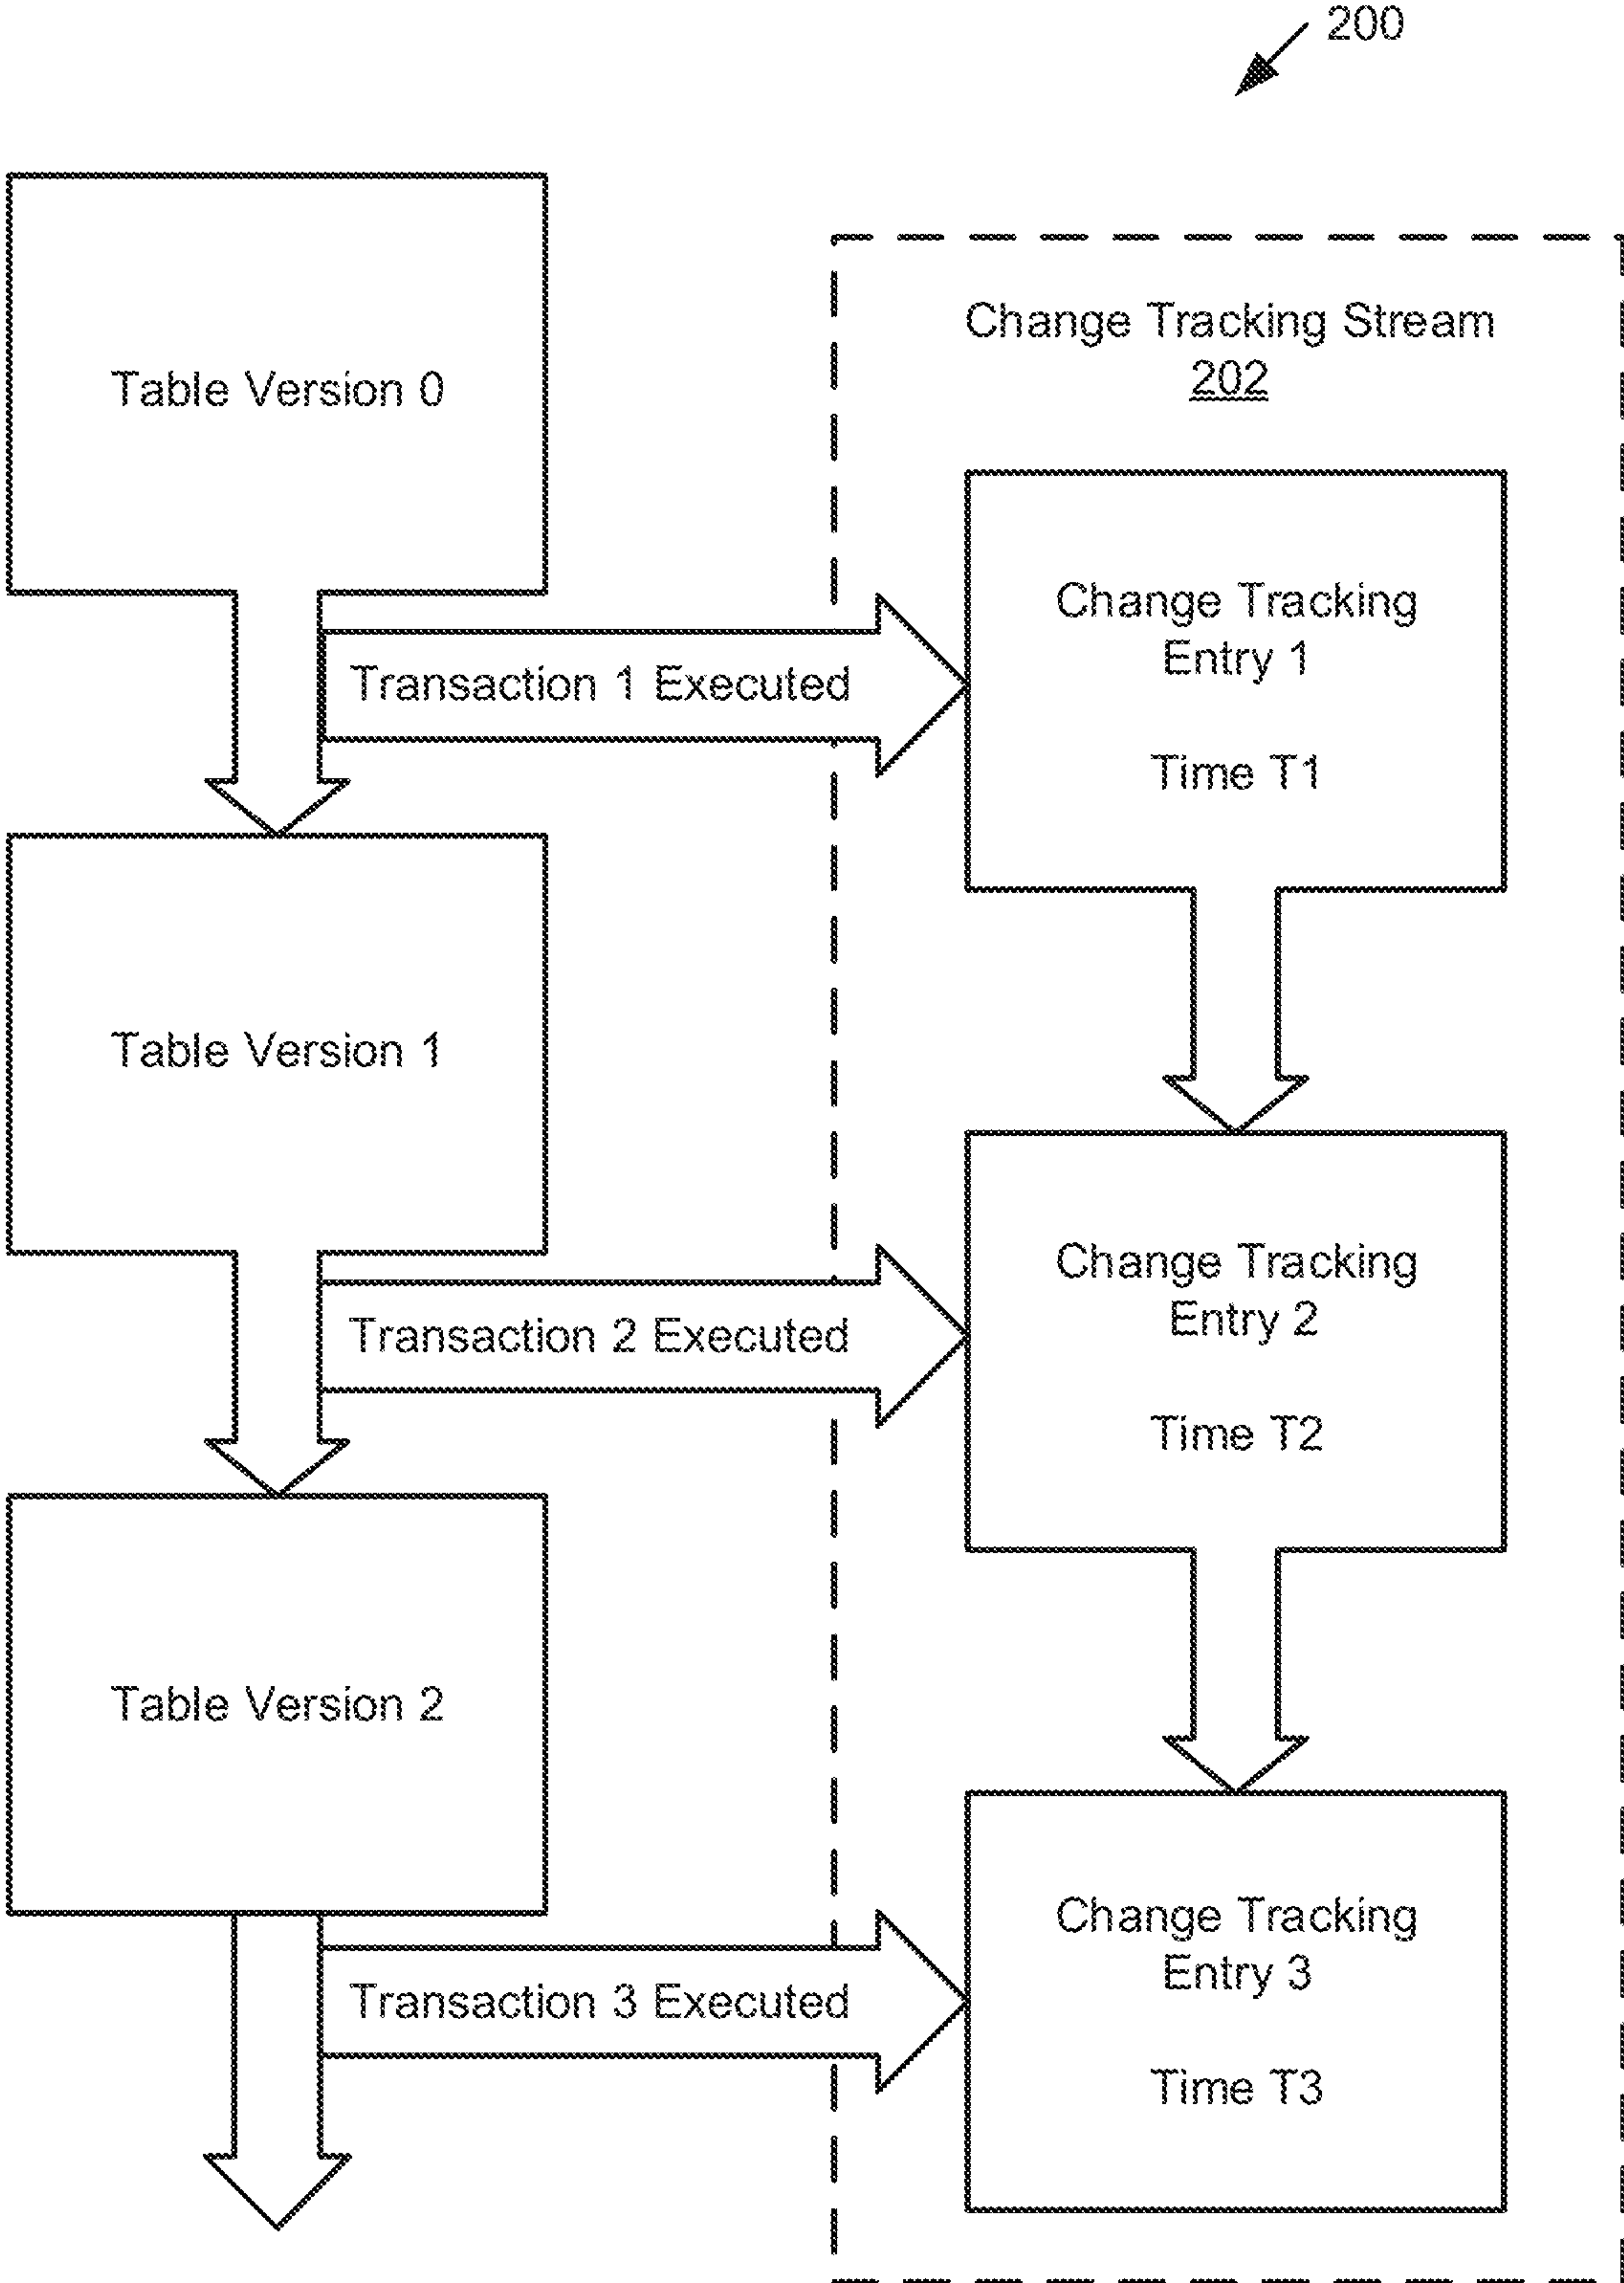 200
Table Version 0
Change Tracking Stream
202
Change Tracking
Entry 1
Time T1
Transaction 1 Executed
Table Version 1
Change Tracking
Entry 2
Time T2
Transaction 2 Executed
Table Version 2
Change Tracking
Entry 3
Time T3
Transaction 3 Executed